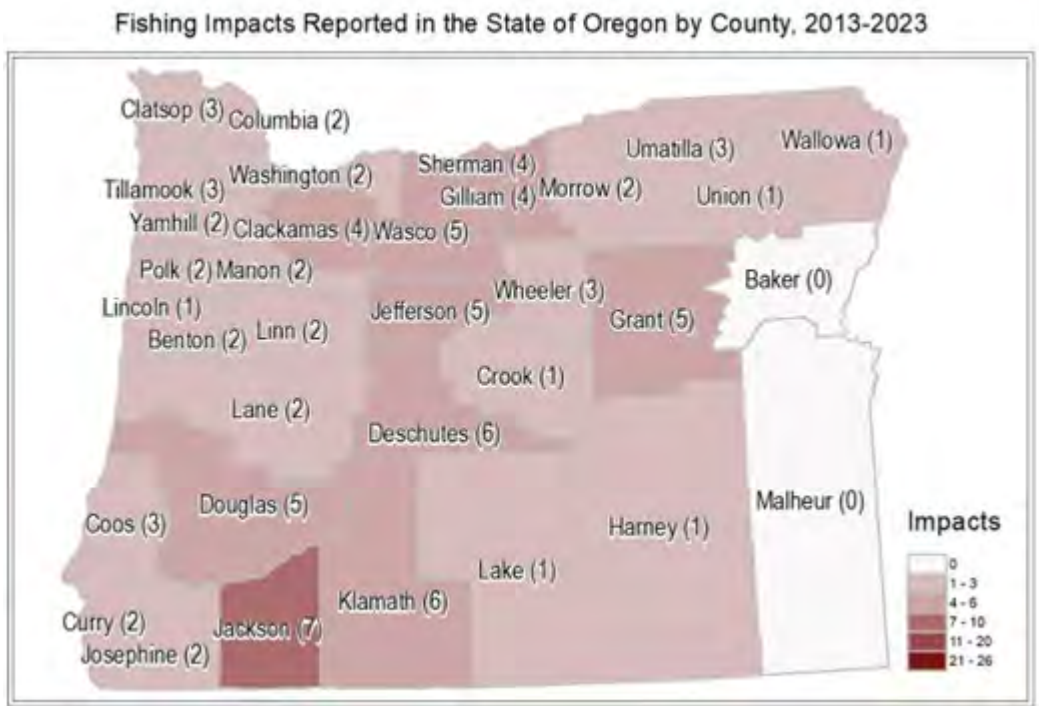 Fishing Impacts Reported in the State of Oregon by County, 2013-2023
Clatsop (3)
Columbia (2)
Tillamook (3)
Washington (2)
Sherman (4)
Gilliam (4)
Morrow (2)
Umatilla (3)
Wallowa (1)
Union (1)
Yamhill (2)
Clackamas (4)
Wasco (5)
Polk (2)
Marion (2)
Lincoln (1)
Benton (2)
Linn (2)
Jefferson (5)
Wheeler (3)
Grant (5)
Baker (0)
Crook (1)
Lane (2)
Deschutes (6)
Douglas (5)
Coos (3)
Harney (1)
Malheur (0)
Lake (1)
Klamath (6)
Curry (2)
Jackson (7)
Josephine (2)
Impacts
0
1 - 3
4 - 6
7 - 10
11 - 20
21 - 26